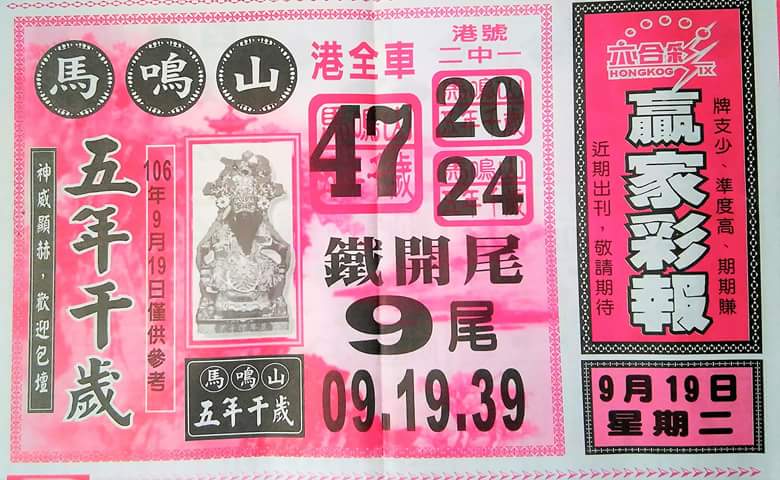 馬鳴山
五年千歲
神威顯赫，歡迎包壇
106年9月19日僅供參考
馬鳴山
五年千歲
港全車
47
港號
二中一
20
24
鐵開尾
9尾
09.19.39
六合彩
HONGKOG SIX
贏家彩報
牌支少、準度高、期期賺
近期出刊，敬請期待
9月19日
星期二